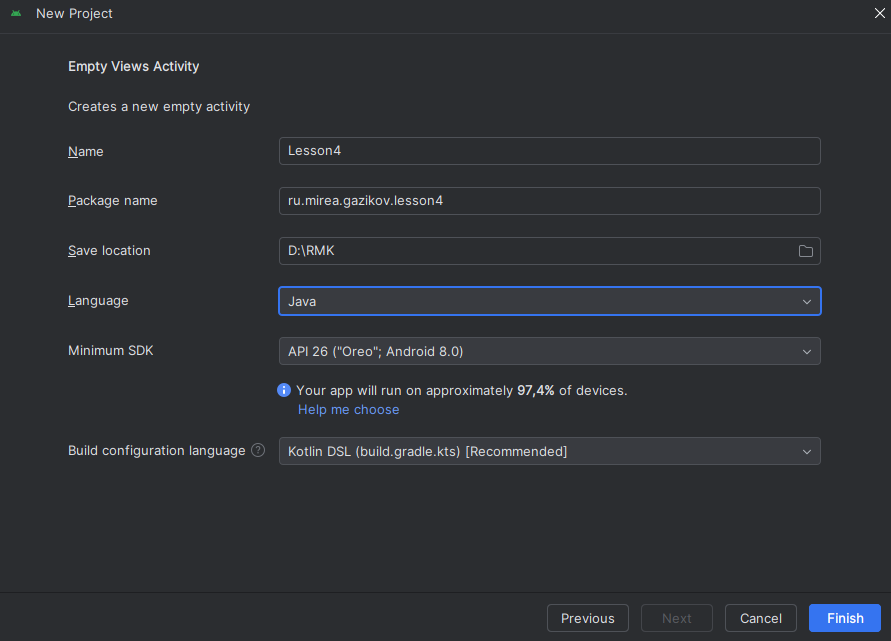 New Project
Empty Views Activity
Creates a new empty activity
Name Lesson4
Package name ru.mirea.gazikov.lesson4
Save location D:\RMK
Language Java
Minimum SDK API 26 ("Oreo"; Android 8.0)
Your app will run on approximately 97,4% of devices.
Help me choose
Build configuration language ? Kotlin DSL (build.gradle.kts) [Recommended]
Previous Next Cancel Finish